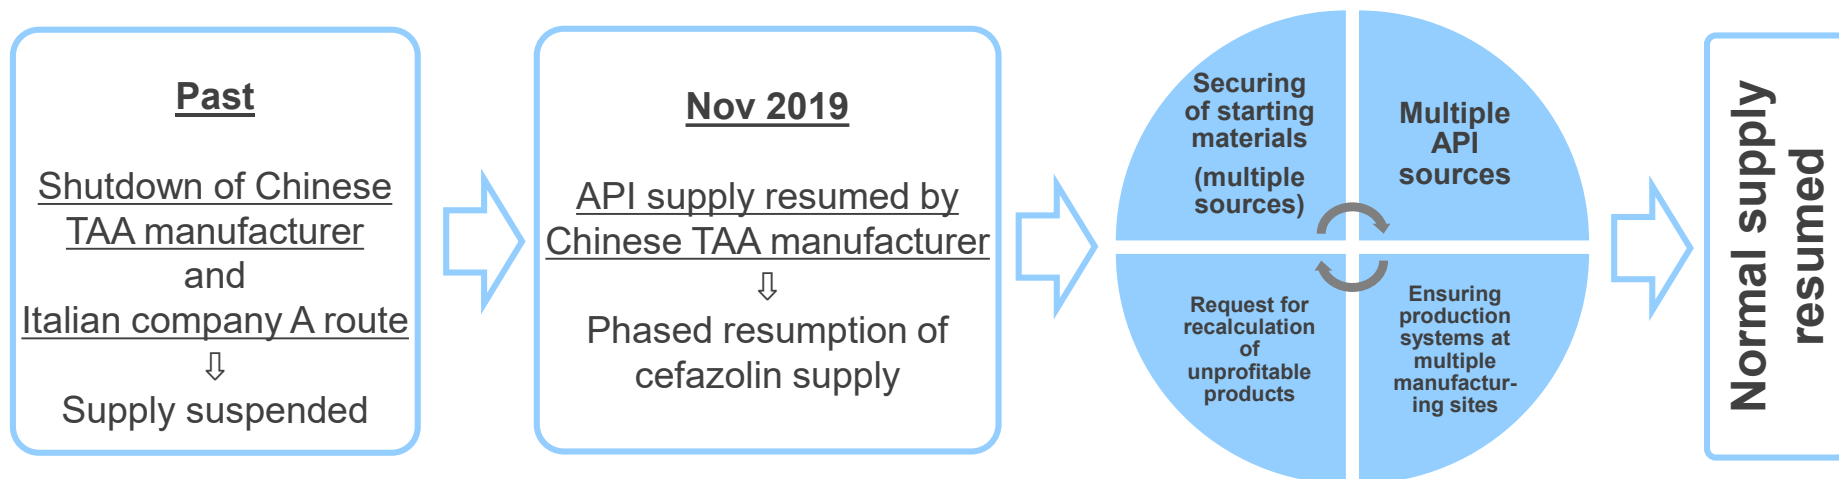 Past
Shutdown of Chinese
TAA manufacturer
and
Italian company A route
⇩
Supply suspended
Nov 2019
API supply resumed by
Chinese TAA manufacturer
⇩
Phased resumption of
cefazolin supply
Securing
of starting
materials
(multiple
sources)
Multiple
API
sources
Request for
recalculation
of
unprofitable
products
Ensuring
production
systems at
multiple
manufactur-
ing sites
Normal supply
resumed